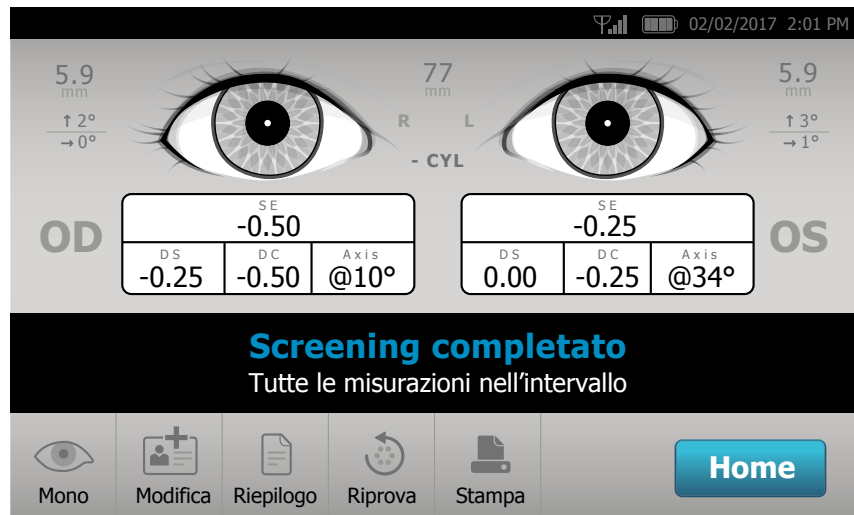 02/02/2017 2:01 PM
5.9
mm
↑ 2°
→ 0°
77
mm
R L
- CYL
5.9
mm
↑ 3°
→ 1°
OD
SE
-0.50
DS DC Axis
-0.25 -0.50 @10°
SE
-0.25
DS DC Axis
0.00 -0.25 @34°
OS
Screening completato
Tutte le misurazioni nell'intervallo
Mono Modifica Riepilogo Riprova Stampa Home